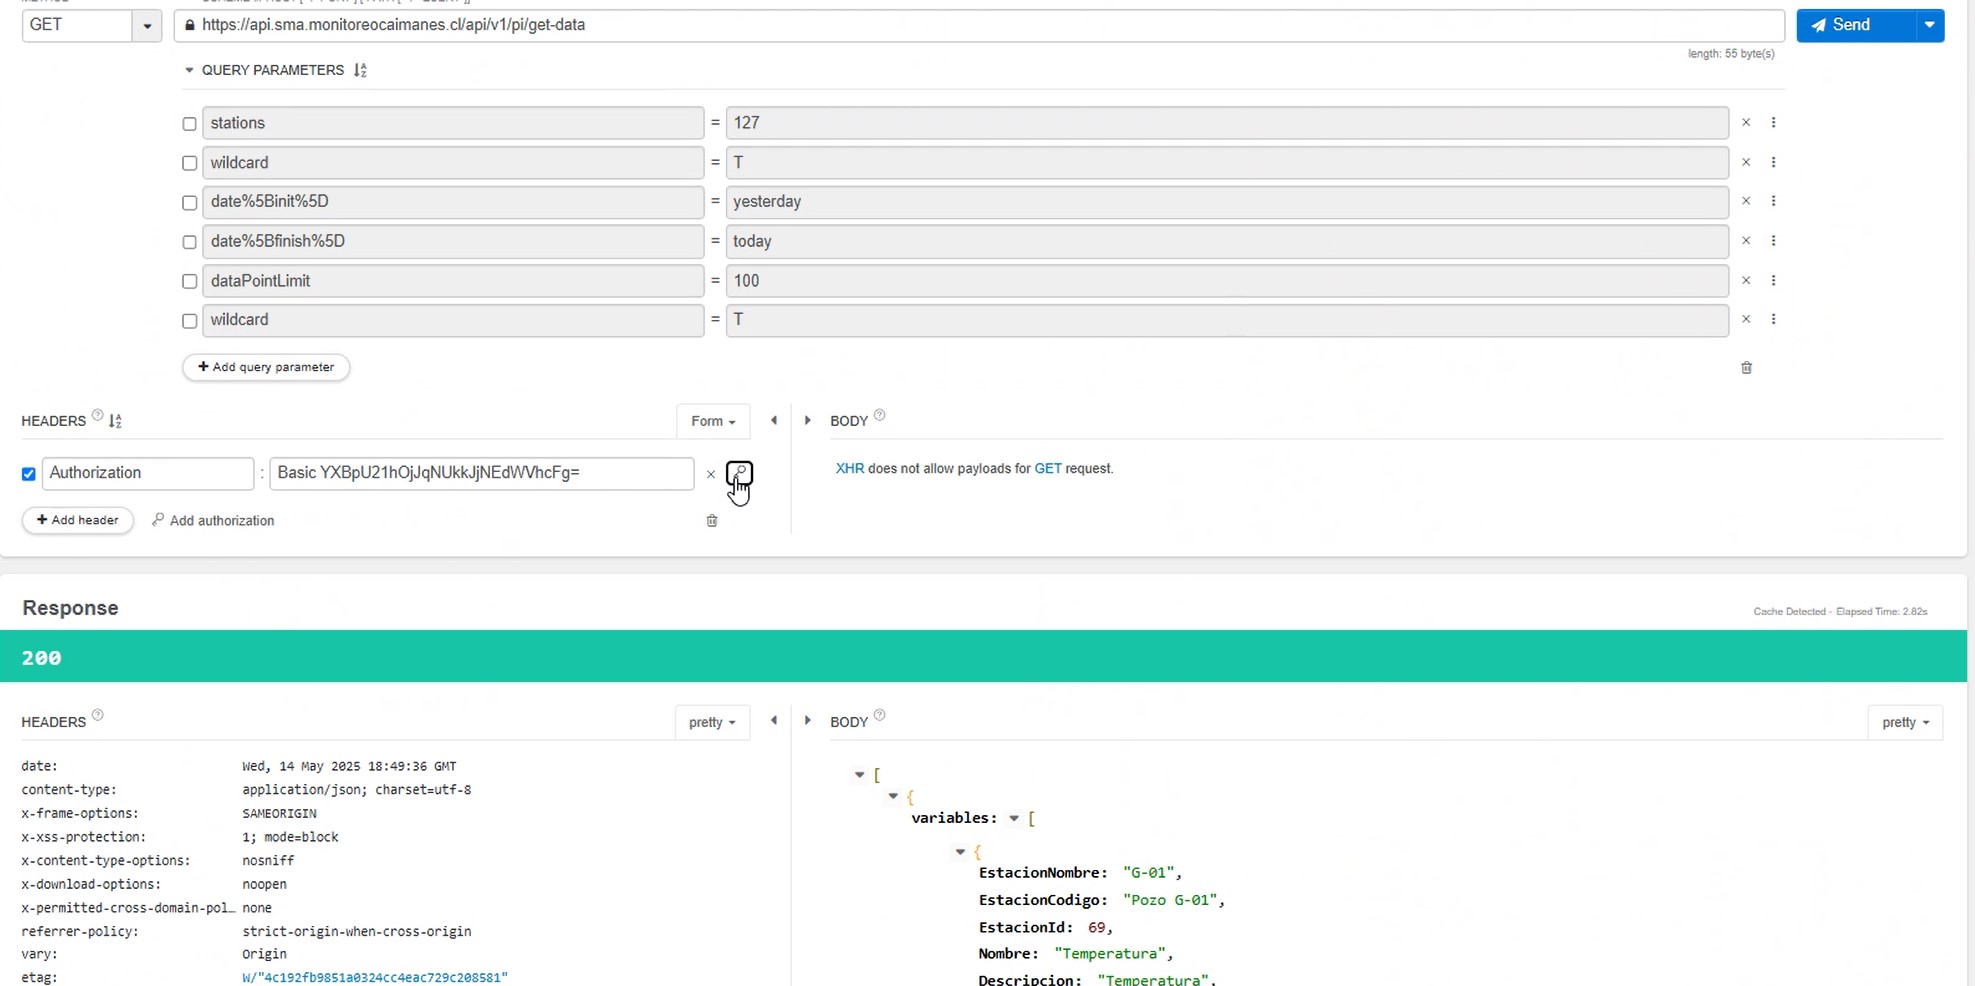 GET
https://api.sma.monitoreocaimanes.cl/api/v1/pi/get-data
Send
length: 55 byte(s)
QUERY PARAMETERS
stations = 127
wildcard = T
date%5Binit%5D = yesterday
date%5Bfinish%5D = today
dataPointLimit = 100
wildcard = T
+ Add query parameter
HEADERS ?
Form
BODY ?
Authorization : Basic YXBpU21hOjJqNUkkJjNEdWVhcFg=
XHR does not allow payloads for GET request.
+ Add header
Add authorization
Response
Cache Detected - Elapsed Time: 2.82s
200
HEADERS ?
pretty
BODY ?
pretty
date: Wed, 14 May 2025 18:49:36 GMT
content-type: application/json; charset=utf-8
x-frame-options: SAMEORIGIN
x-xss-protection: 1; mode=block
x-content-type-options: nosniff
x-download-options: noopen
x-permitted-cross-domain-pol… none
referrer-policy: strict-origin-when-cross-origin
vary: Origin
etag: W/"4c192fb9851a0324cc4eac729c208581"
[
{
variables: [
{
EstacionNombre: "G-01",
EstacionCodigo: "Pozo G-01",
EstacionId: 69,
Nombre: "Temperatura",
Descripcion: "Temperatura",